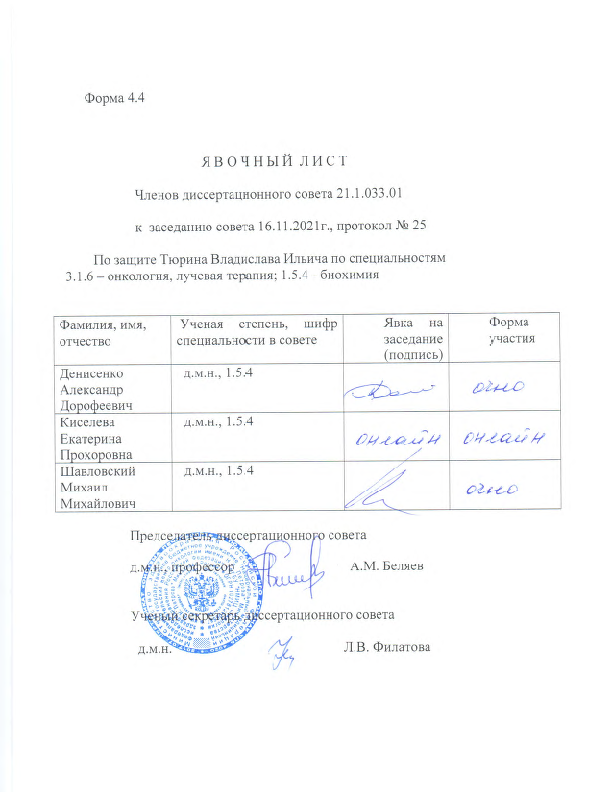 Форма 4.4
ЯВОЧНЫЙ ЛИСТ
Членов диссертационного совета 21.1.033.01
к заседанию совета 16.11.2021г., протокол № 25
По защите Тюрина Владислава Ильича по специальностям
3.1.6 – онкология, лучевая терапия; 1.5.4 биохимия
Фамилия, имя, отчество
Ученая степень, шифр специальности в совете
Явка на заседание (подпись)
Форма участия
Денисенко
Александр
Дорофеевич
д.м.н., 1.5.4
очно
Киселева
Екатерина
Прохоровна
д.м.н., 1.5.4
онлайн
онлайн
Шавловский
Михаил
Михайлович
д.м.н., 1.5.4
очно
Председатель диссертационного совета
д.м.н., профессор А.М. Беляев
Ученый секретарь диссертационного совета
д.м.н. Л.В. Филатова